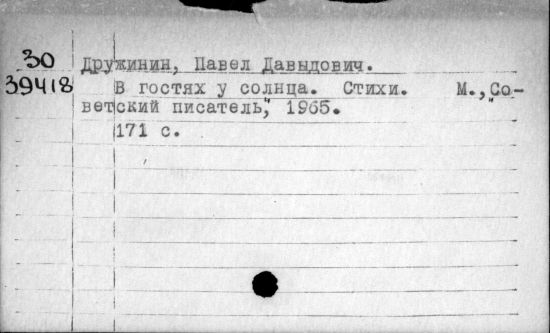 30
39418
Дружинин, Павел Давыдович.
В гостях у солнца. Стихи. М., "Со-
ветский писатель", 1965.
171 с.